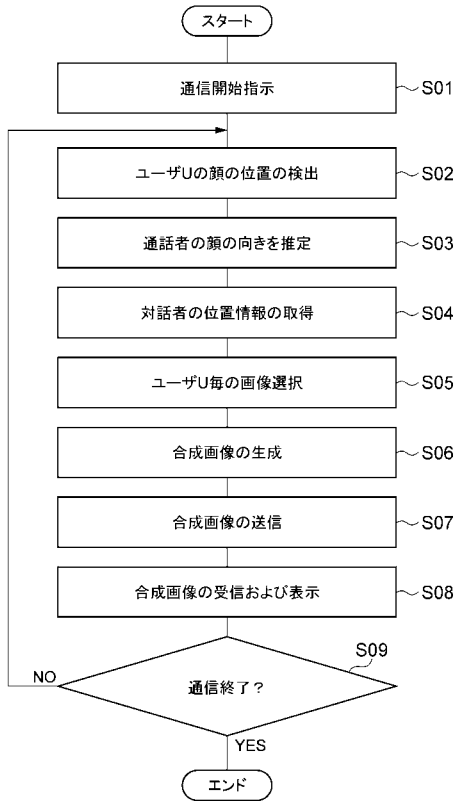 スタート
通信開始指示
S01
ユーザUの顔の位置の検出
S02
通話者の顔の向きを推定
S03
対話者の位置情報の取得
S04
ユーザU毎の画像選択
S05
合成画像の生成
S06
合成画像の送信
S07
合成画像の受信および表示
S08
S09
通信終了？
NO
YES
エンド